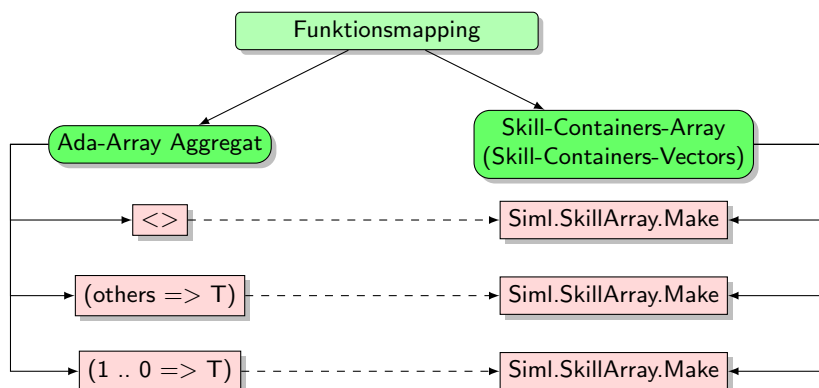 Funktionsmapping
Ada-Array Aggregat
Skill-Containers-Array
(Skill-Containers-Vectors)
<>
Siml.SkillArray.Make
(others => T)
Siml.SkillArray.Make
(1 .. 0 => T)
Siml.SkillArray.Make